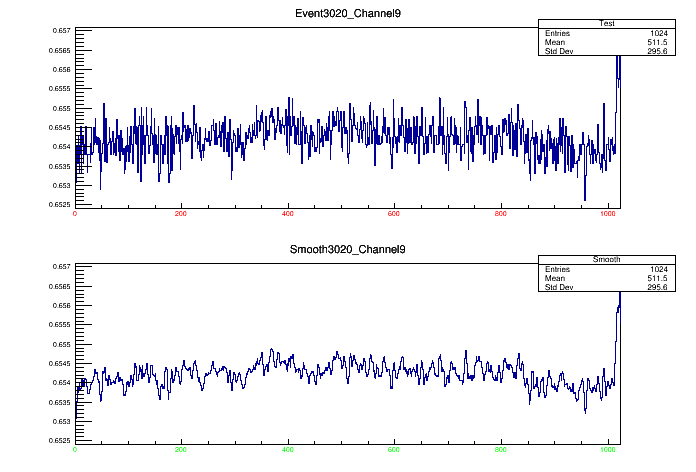 Event3020_Channel9
Test
Entries 1024
Mean 511.5
Std Dev 295.6
0.657
0.6565
0.656
0.6555
0.655
0.6545
0.654
0.6535
0.653
0.6525
0 200 400 600 800 1000
Smooth3020_Channel9
Smooth
Entries 1024
Mean 511.5
Std Dev 295.6
0.657
0.6565
0.656
0.6555
0.655
0.6545
0.654
0.6535
0.653
0.6525
0 200 400 600 800 1000